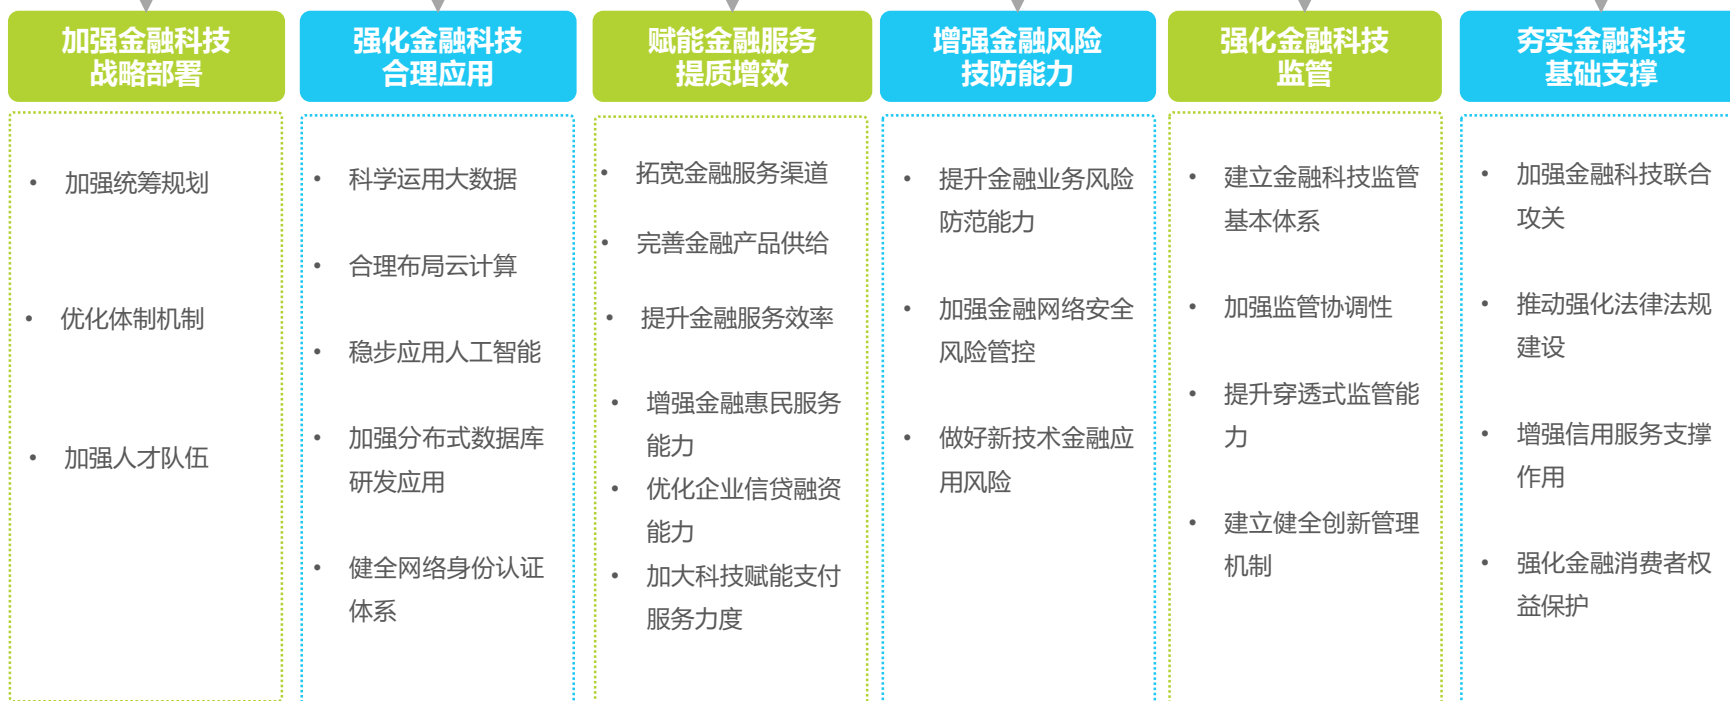 加强金融科技
战略部署
• 加强统筹规划
• 优化体制机制
• 加强人才队伍
强化金融科技
合理应用
• 科学运用大数据
• 合理布局云计算
• 稳步应用人工智能
• 加强分布式数据库
研发应用
• 健全网络身份认证
体系
赋能金融服务
提质增效
• 拓宽金融服务渠道
• 完善金融产品供给
• 提升金融服务效率
• 增强金融惠民服务
能力
• 优化企业信贷融资
能力
• 加大科技赋能支付
服务力度
增强金融风险
技防能力
• 提升金融业务风险
防范能力
• 加强金融网络安全
风险管控
• 做好新技术金融应
用风险
强化金融科技
监管
• 建立金融科技监管
基本体系
• 加强监管协调性
• 提升穿透式监管能
力
• 建立健全创新管理
机制
夯实金融科技
基础支撑
• 加强金融科技联合
攻关
• 推动强化法律法规
建设
• 增强信用服务支撑
作用
• 强化金融消费者权
益保护